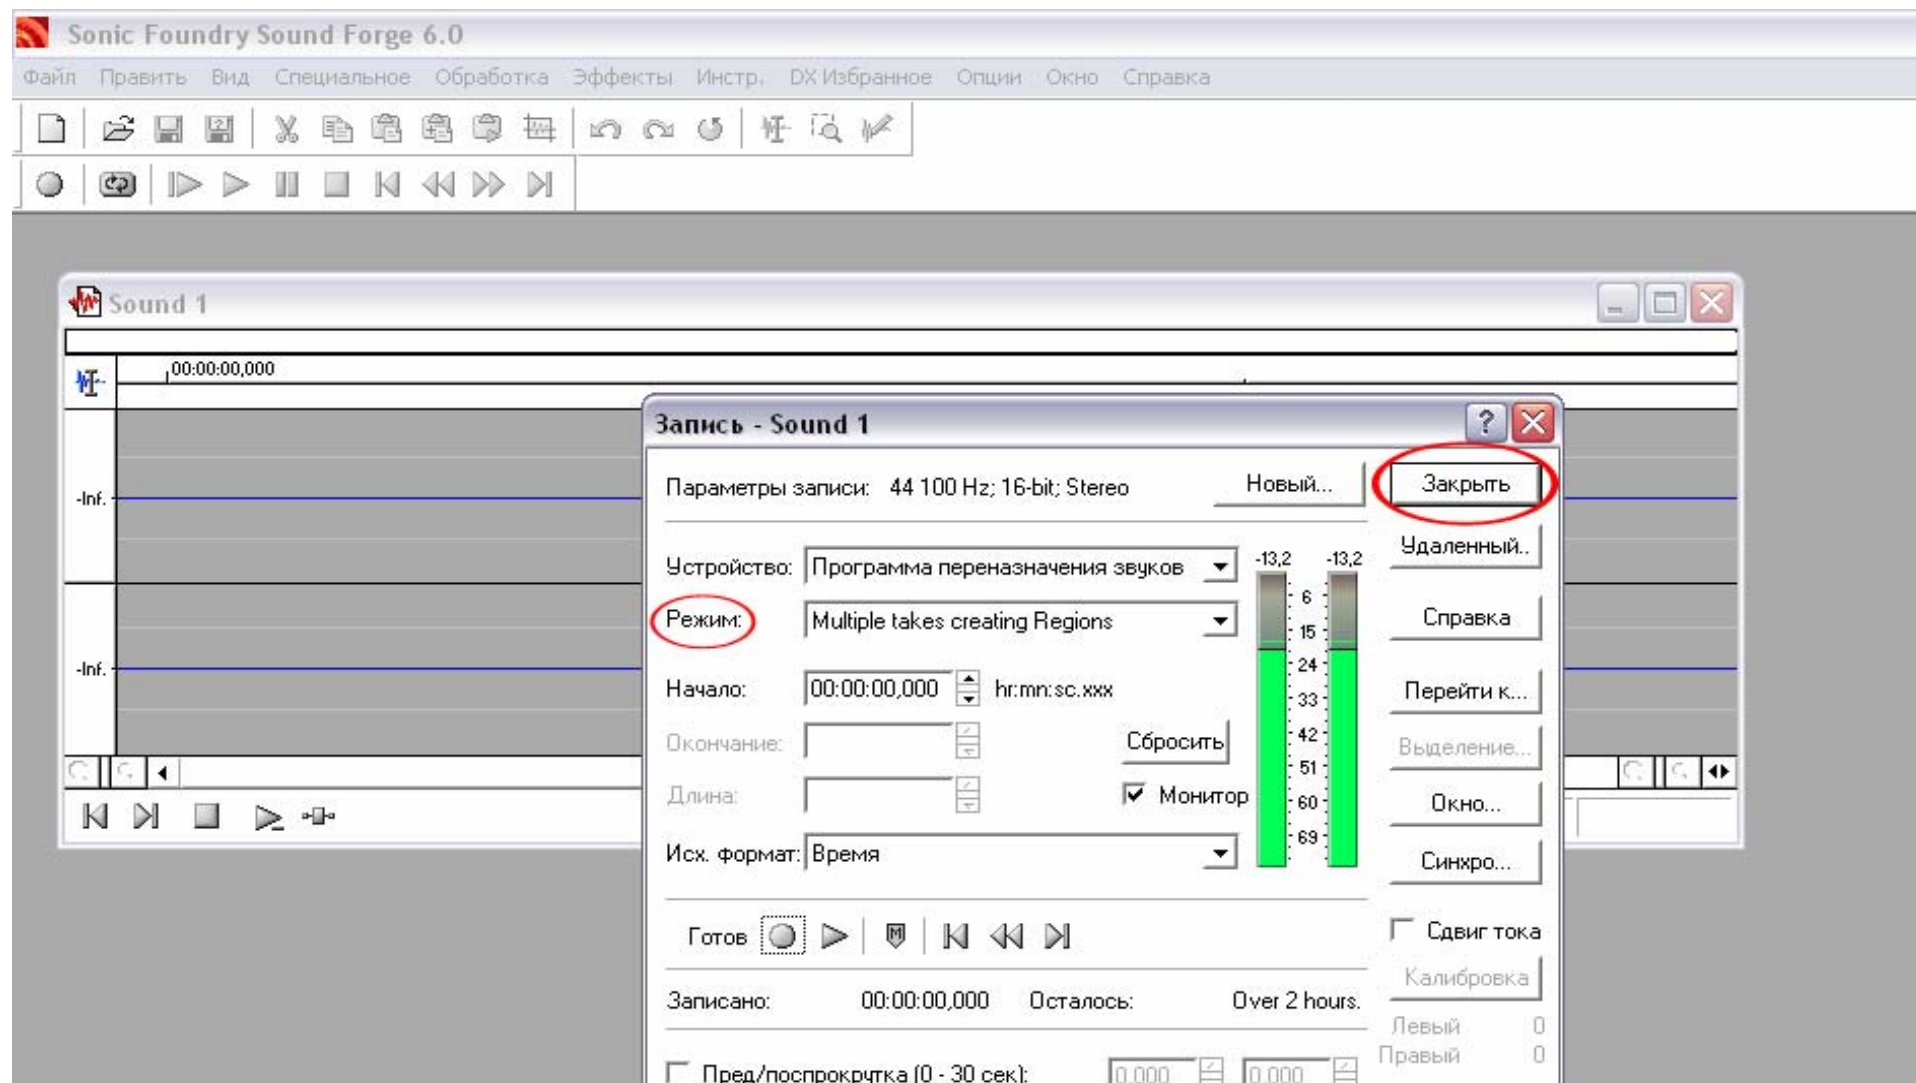 Sonic Foundry Sound Forge 6.0
Файл Править Вид Специальное Обработка Эффекты Инстр. DX Избранное Опции Окно Справка
Sound 1
00:00:00,000
Запись - Sound 1
Параметры записи: 44 100 Hz; 16-bit; Stereo Новый... Закрыть
-Inf.
Устройство: Программа переназначения звуков -13,2 -13,2 Удаленный..
6
Режим: Multiple takes creating Regions 15 Справка
24
-Inf.
Начало: 00:00:00,000 hr:mn:sc.xxx 33 Перейти к...
Окончание: Сбросить 42 Выделение...
51
Длина: Монитор 60 Окно...
69
Исх. формат: Время Синхро...
Готов M Сдвиг тока
Калибровка
Записано: 00:00:00,000 Осталось: Over 2 hours.
Левый 0
Правый 0
Пред/поспрокрутка (0 - 30 сек): 0,000 0,000